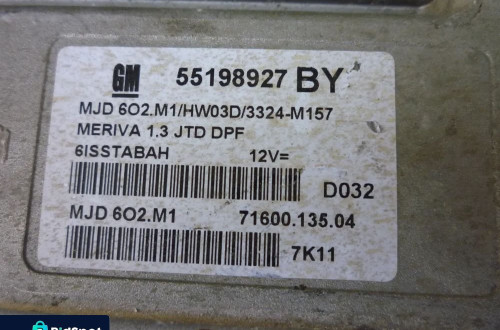 GM 55198927 BY
MJD 6O2.M1/HW03D/3324-M157
MERIVA 1.3 JTD DPF
6ISSTABAH 12V=
D032
MJD 6O2.M1 71600.135.04
7K11
BidSpot